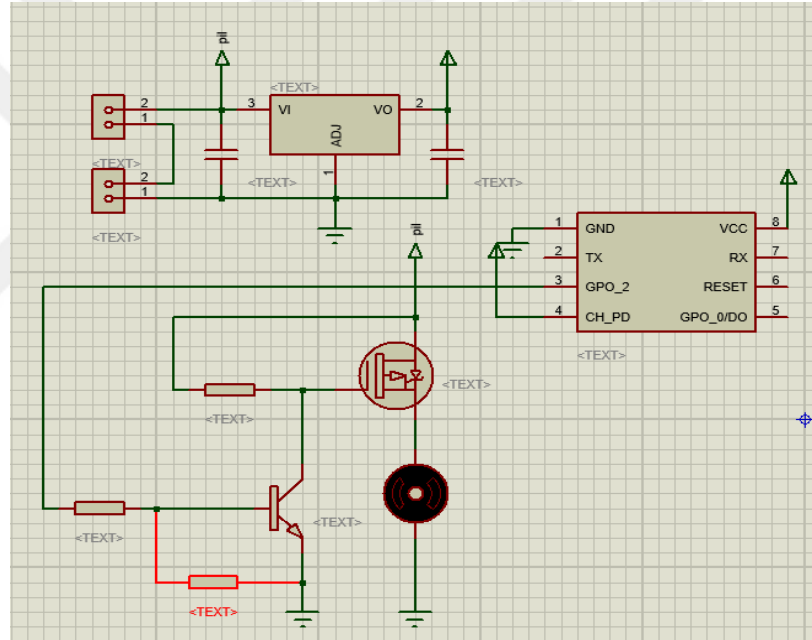 pil
<TEXT>
2
1
3
VI
VO
2
ADJ
1
<TEXT>
<TEXT>
<TEXT>
2
1
<TEXT>
pil
1
GND
VCC
8
2
TX
RX
7
3
GPO_2
RESET
6
4
CH_PD
GPO_0/DO
5
<TEXT>
<TEXT>
<TEXT>
<TEXT>
<TEXT>
<TEXT>